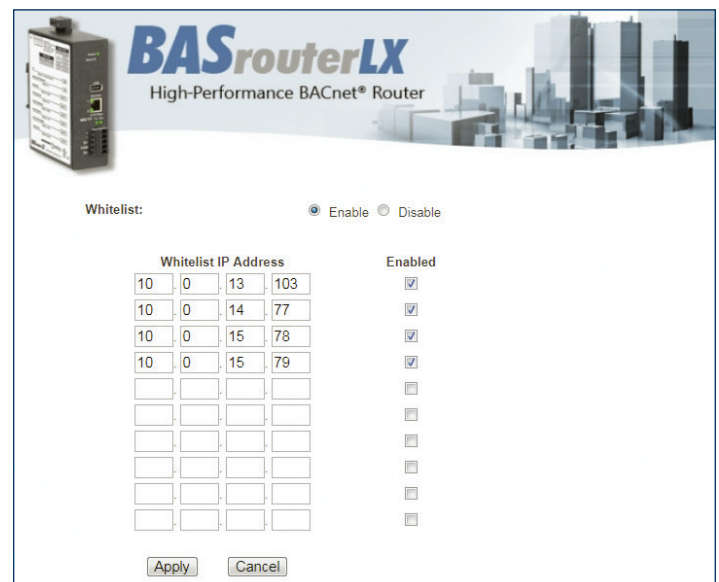 BASrouterLX
High-Performance BACnet® Router
Whitelist: Enable Disable
Whitelist IP Address Enabled
10 . 0 . 13 . 103
10 . 0 . 14 . 77
10 . 0 . 15 . 78
10 . 0 . 15 . 79
. . .
. . .
. . .
. . .
. . .
. . .
Apply Cancel